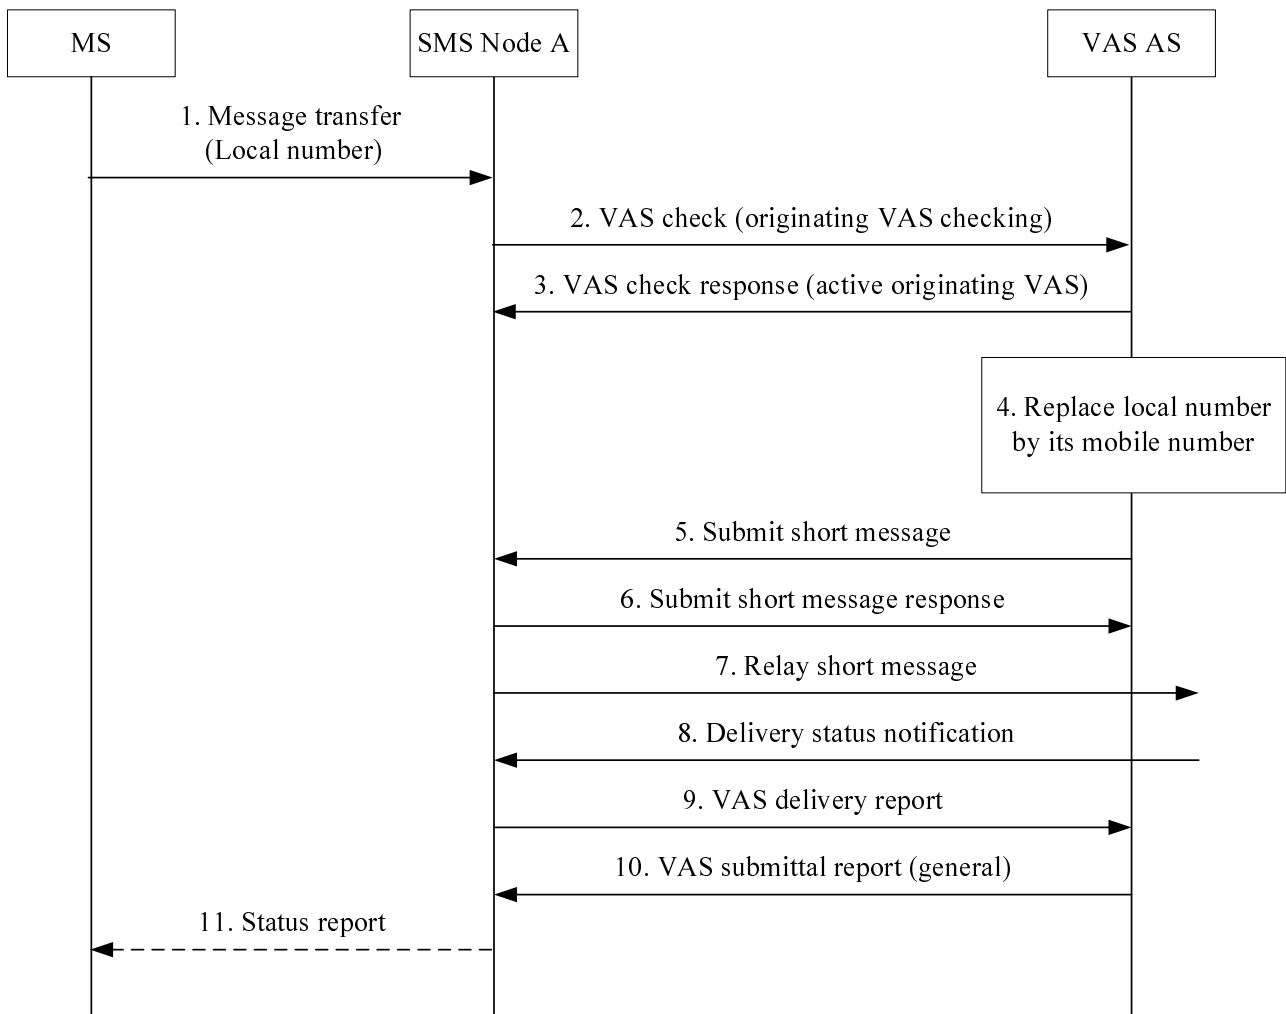 MS
SMS Node A
VAS AS
1. Message transfer
(Local number)
2. VAS check (originating VAS checking)
3. VAS check response (active originating VAS)
4. Replace local number
by its mobile number
5. Submit short message
6. Submit short message response
7. Relay short message
8. Delivery status notification
9. VAS delivery report
10. VAS submittal report (general)
11. Status report